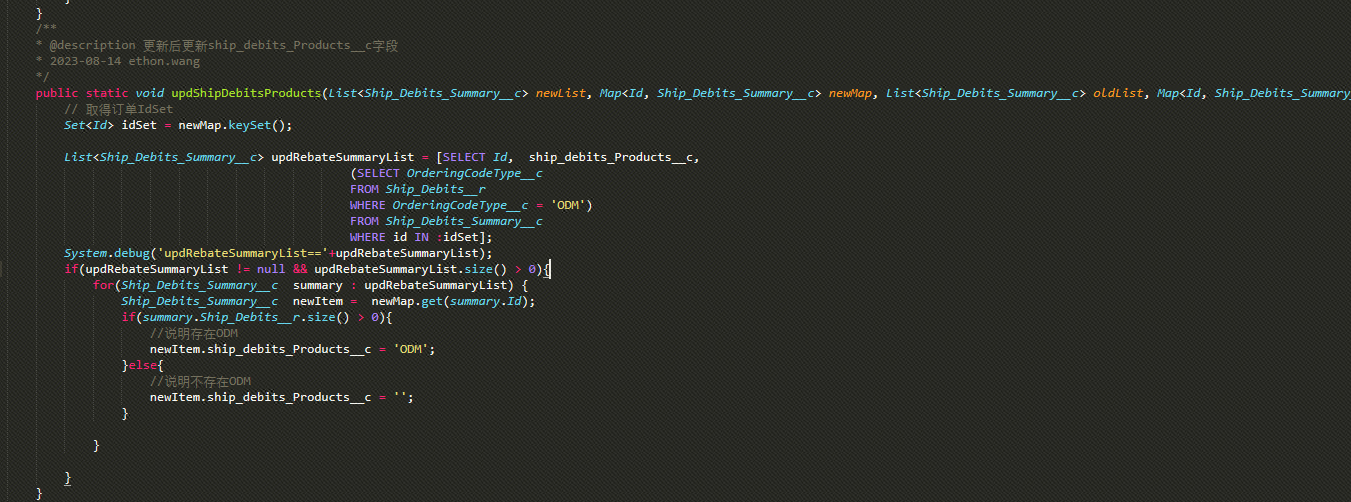 }
/**
* @description 更新后更新ship_debits_Products__c字段
* 2023-08-14 ethon.wang
*/
public static void updShipDebitsProducts(List<Ship_Debits_Summary__c> newList, Map<Id, Ship_Debits_Summary__c> newMap, List<Ship_Debits_Summary__c> oldList, Map<Id, Ship_Debits_Summary
// 取得订单IdSet
Set<Id> idSet = newMap.keySet();
List<Ship_Debits_Summary__c> updRebateSummaryList = [SELECT Id, ship_debits_Products__c,
(SELECT OrderingCodeType__c
FROM Ship_Debits__r
WHERE OrderingCodeType__c = 'ODM')
FROM Ship_Debits_Summary__c
WHERE id IN :idSet];
System.debug('updRebateSummaryList=='+updRebateSummaryList);
if(updRebateSummaryList != null && updRebateSummaryList.size() > 0){
for(Ship_Debits_Summary__c summary : updRebateSummaryList) {
Ship_Debits_Summary__c newItem = newMap.get(summary.Id);
if(summary.Ship_Debits__r.size() > 0){
//说明存在ODM
newItem.ship_debits_Products__c = 'ODM';
}else{
//说明不存在ODM
newItem.ship_debits_Products__c = '';
}
}
}
}